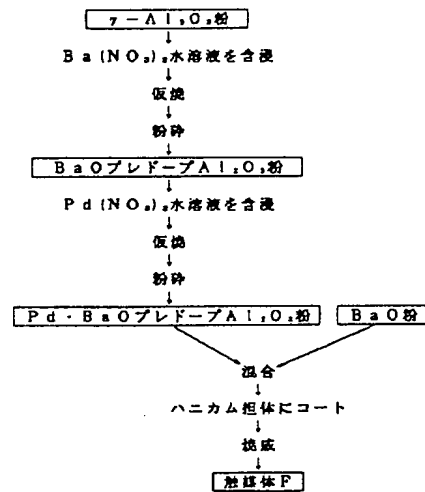 γ－Al₂O₃粉
Ba(NO₃)₂水溶液を含浸
仮焼
粉砕
BaOプレドープAl₂O₃粉
Pd(NO₃)₂水溶液を含浸
仮焼
粉砕
Pd・BaOプレドープAl₂O₃粉 BaO粉
混合
ハニカム担体にコート
焼成
触媒体F